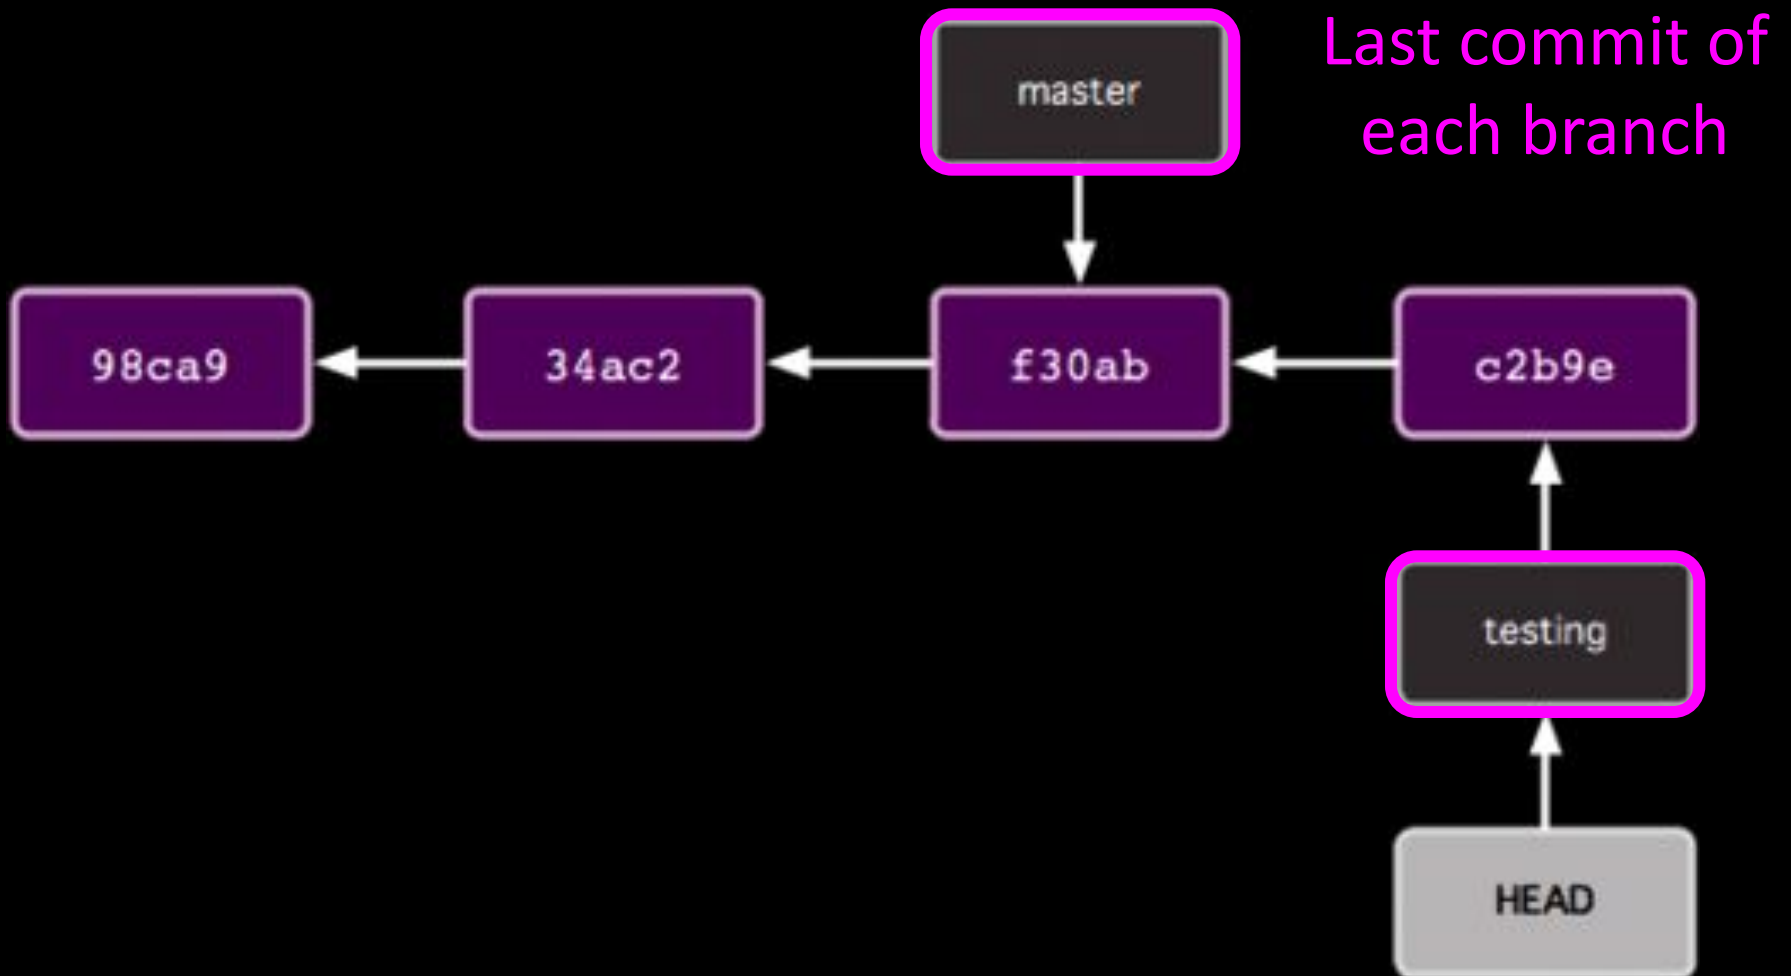 master
Last commit of
each branch
98ca9
34ac2
f30ab
c2b9e
testing
HEAD